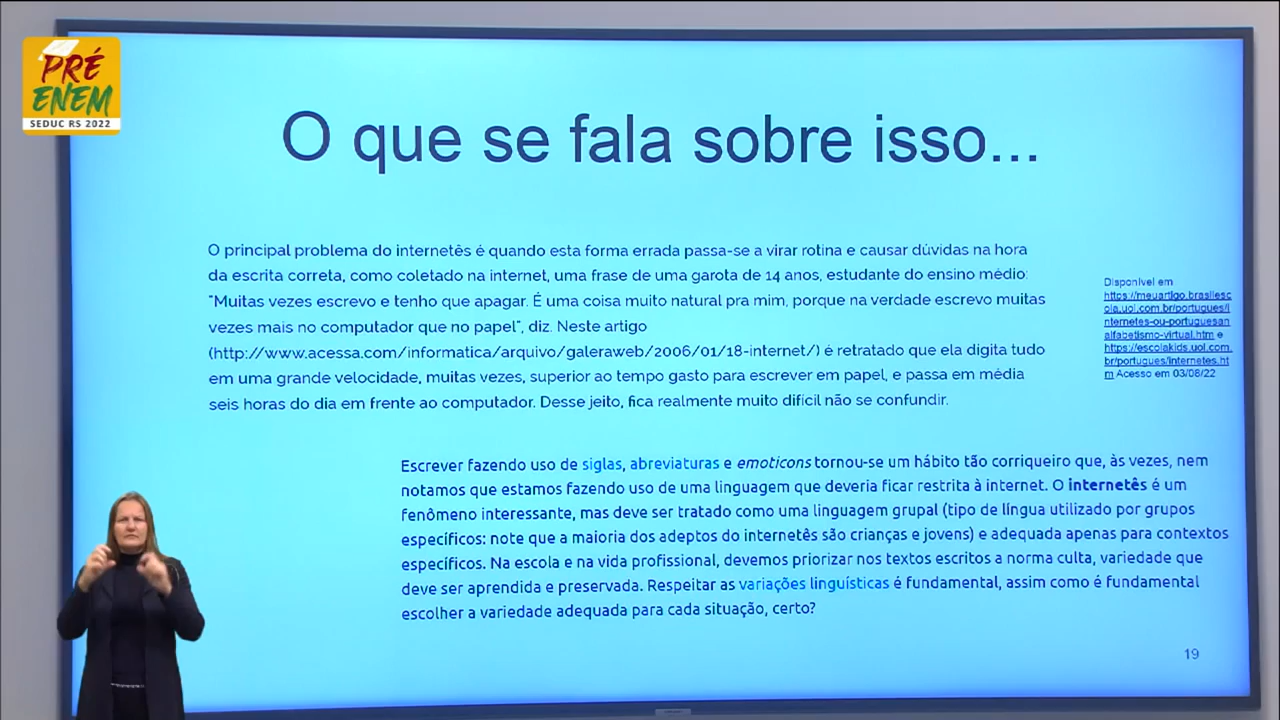 PRÉ
ENEM
SEDUC RS 2022
O que se fala sobre isso...
O principal problema do internetês é quando esta forma errada passa-se a virar rotina e causar dúvidas na hora
da escrita correta, como coletado na internet, uma frase de uma garota de 14 anos, estudante do ensino médio:
"Muitas vezes escrevo e tenho que apagar. É uma coisa muito natural pra mim, porque na verdade escrevo muitas
vezes mais no computador que no papel", diz. Neste artigo
(http://www.acessa.com/informatica/arquivo/galeraweb/2006/01/18-internet/) é retratado que ela digita tudo
em uma grande velocidade, muitas vezes, superior ao tempo gasto para escrever em papel, e passa em média
seis horas do dia em frente ao computador. Desse jeito, fica realmente muito difícil não se confundir.
Disponível em
https://meuartigo.brasilesc
ola.uol.com.br/portugues/i
nternetes-ou-portuguesan
alfabetismo-virtual.htm e
https://escolakids.uol.com.
br/portugues/internetes.ht
m Acesso em 03/08/22
Escrever fazendo uso de siglas, abreviaturas e emoticons tornou-se um hábito tão corriqueiro que, às vezes, nem
notamos que estamos fazendo uso de uma linguagem que deveria ficar restrita à internet. O internetês é um
fenômeno interessante, mas deve ser tratado como uma linguagem grupal (tipo de língua utilizado por grupos
específicos: note que a maioria dos adeptos do internetês são crianças e jovens) e adequada apenas para contextos
específicos. Na escola e na vida profissional, devemos priorizar nos textos escritos a norma culta, variedade que
deve ser aprendida e preservada. Respeitar as variações linguísticas é fundamental, assim como é fundamental
escolher a variedade adequada para cada situação, certo?
19